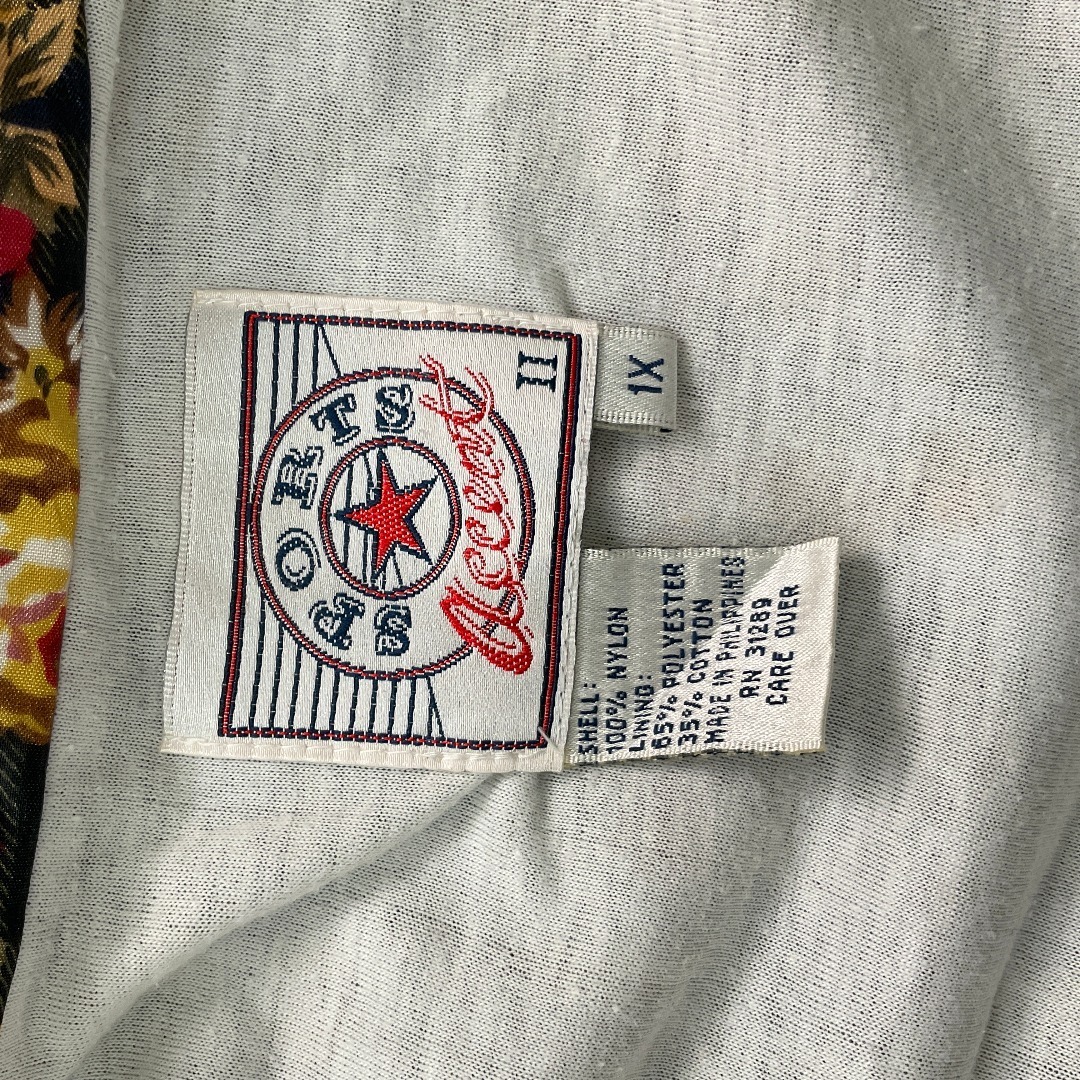 SPORTS
Accent
II
1X
SHELL:
100% NYLON
LINING:
65% POLYESTER
35% COTTON
MADE IN PHILIPPINES
RN 31289
CARE OVER